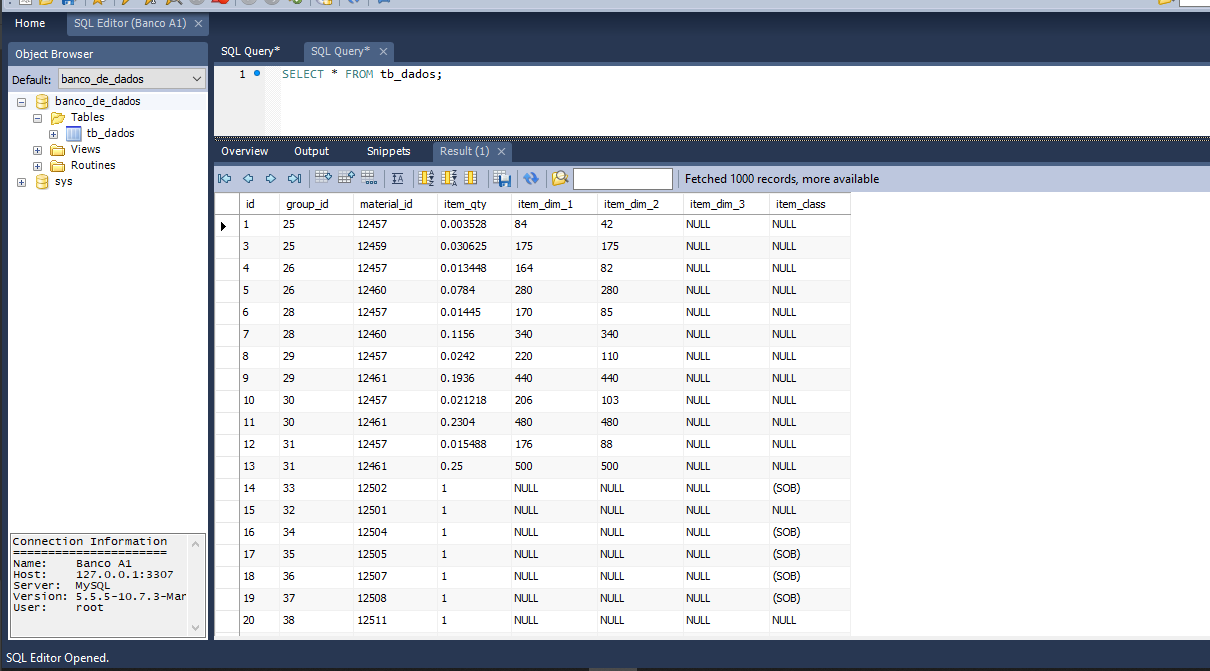 Home SQL Editor (Banco A1)
Object Browser
Default: banco_de_dados
banco_de_dados
Tables
tb_dados
Views
Routines
sys
Connection Information
======================
Name: Banco A1
Host: 127.0.0.1:3307
Server: MySQL
Version: 5.5.5-10.7.3-Mar
User: root
SQL Query* SQL Query*
1 SELECT * FROM tb_dados;
Overview Output Snippets Result (1)
Fetched 1000 records, more available
id group_id material_id item_qty item_dim_1 item_dim_2 item_dim_3 item_class
1 25 12457 0.003528 84 42 NULL NULL
3 25 12459 0.030625 175 175 NULL NULL
4 26 12457 0.013448 164 82 NULL NULL
5 26 12460 0.0784 280 280 NULL NULL
6 28 12457 0.01445 170 85 NULL NULL
7 28 12460 0.1156 340 340 NULL NULL
8 29 12457 0.0242 220 110 NULL NULL
9 29 12461 0.1936 440 440 NULL NULL
10 30 12457 0.021218 206 103 NULL NULL
11 30 12461 0.2304 480 480 NULL NULL
12 31 12457 0.015488 176 88 NULL NULL
13 31 12461 0.25 500 500 NULL NULL
14 33 12502 1 NULL NULL NULL (SOB)
15 32 12501 1 NULL NULL NULL NULL
16 34 12504 1 NULL NULL NULL (SOB)
17 35 12505 1 NULL NULL NULL (SOB)
18 36 12507 1 NULL NULL NULL (SOB)
19 37 12508 1 NULL NULL NULL (SOB)
20 38 12511 1 NULL NULL NULL NULL
SQL Editor Opened.